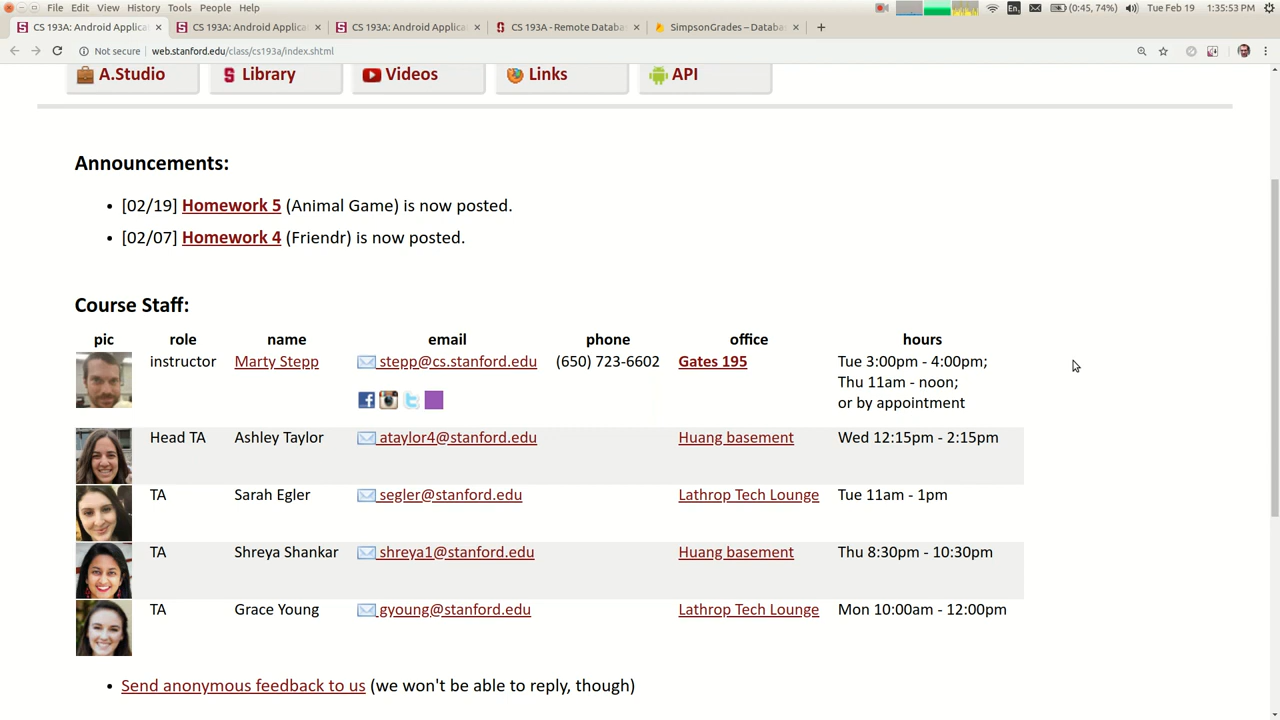 File Edit View History Tools People Help
(0:45, 74%) Tue Feb 19 1:35:53 PM
CS 193A: Android Applica × CS 193A: Android Applica × CS 193A: Android Applica × CS 193A - Remote Databa × SimpsonGrades – Databa × +
Not secure | web.stanford.edu/class/cs193a/index.shtml
A.Studio Library Videos Links API
Announcements:
• [02/19] Homework 5 (Animal Game) is now posted.
• [02/07] Homework 4 (Friendr) is now posted.
Course Staff:
pic role name email phone office hours
instructor Marty Stepp stepp@cs.stanford.edu (650) 723-6602 Gates 195 Tue 3:00pm - 4:00pm;
Thu 11am - noon;
or by appointment
Head TA Ashley Taylor ataylor4@stanford.edu Huang basement Wed 12:15pm - 2:15pm
TA Sarah Egler segler@stanford.edu Lathrop Tech Lounge Tue 11am - 1pm
TA Shreya Shankar shreya1@stanford.edu Huang basement Thu 8:30pm - 10:30pm
TA Grace Young gyoung@stanford.edu Lathrop Tech Lounge Mon 10:00am - 12:00pm
• Send anonymous feedback to us (we won't be able to reply, though)